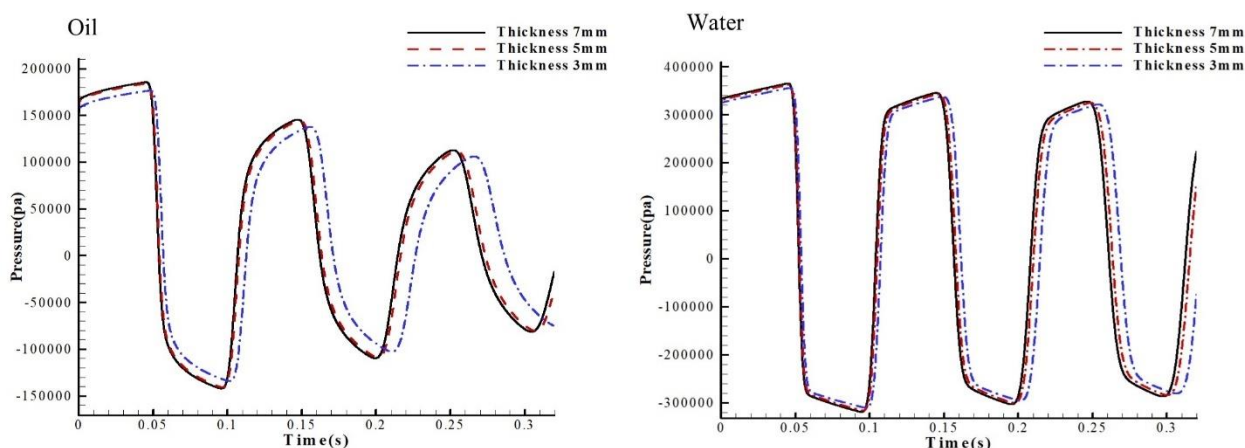 Oil
Thickness 7mm
Thickness 5mm
Thickness 3mm
Pressure(pa)
200000
150000
100000
50000
0
-50000
-100000
-150000
0 0.05 0.1 0.15 0.2 0.25 0.3
Time(s)
Water
Thickness 7mm
Thickness 5mm
Thickness 3mm
Pressure(pa)
400000
300000
200000
100000
0
-100000
-200000
-300000
0 0.05 0.1 0.15 0.2 0.25 0.3
Time(s)